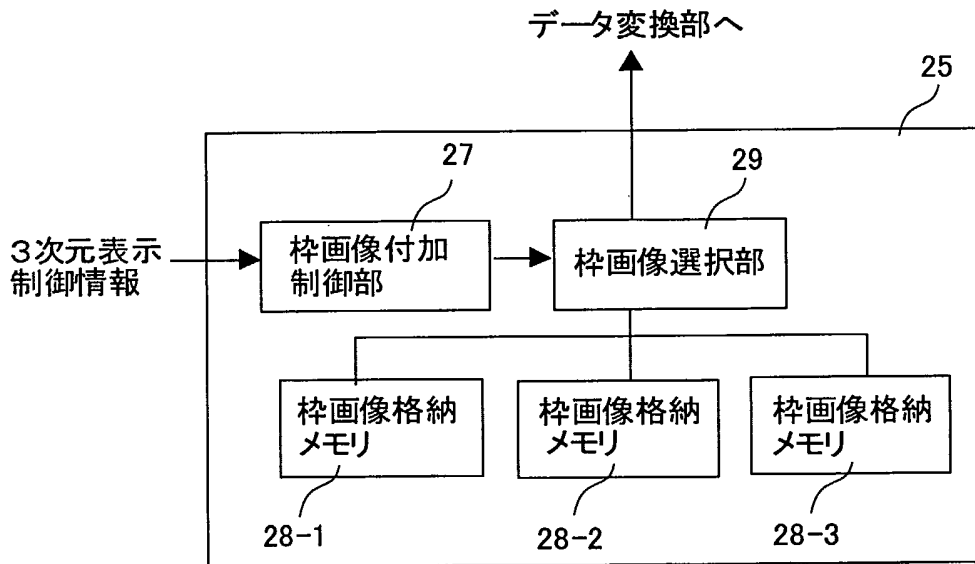 データ変換部へ
25
27
29
3次元表示
制御情報
枠画像付加
制御部
枠画像選択部
枠画像格納
メモリ
枠画像格納
メモリ
枠画像格納
メモリ
28-1
28-2
28-3